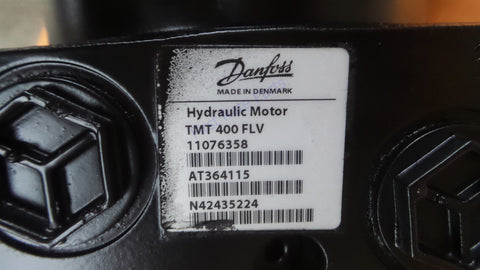 Danfoss
MADE IN DENMARK
Hydraulic Motor
TMT 400 FLV
11076358
AT364115
N42435224